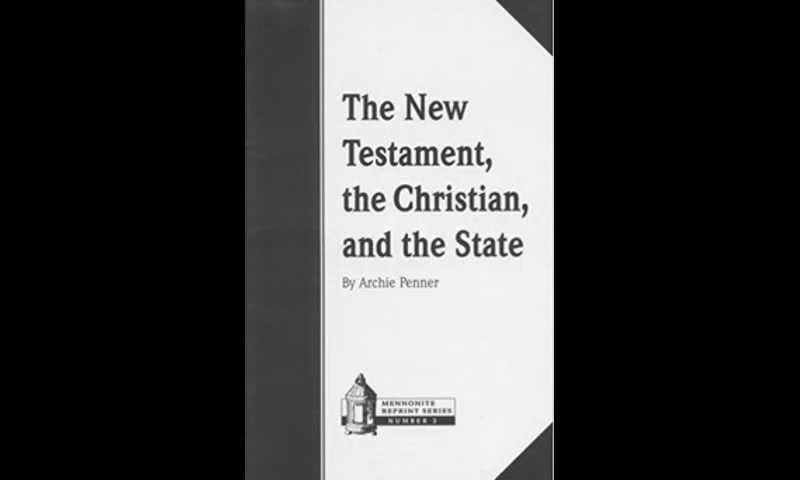 The New
Testament,
the Christian,
and the State
By Archie Penner
MENNONITE
REPRINT SERIES
NUMBER 3